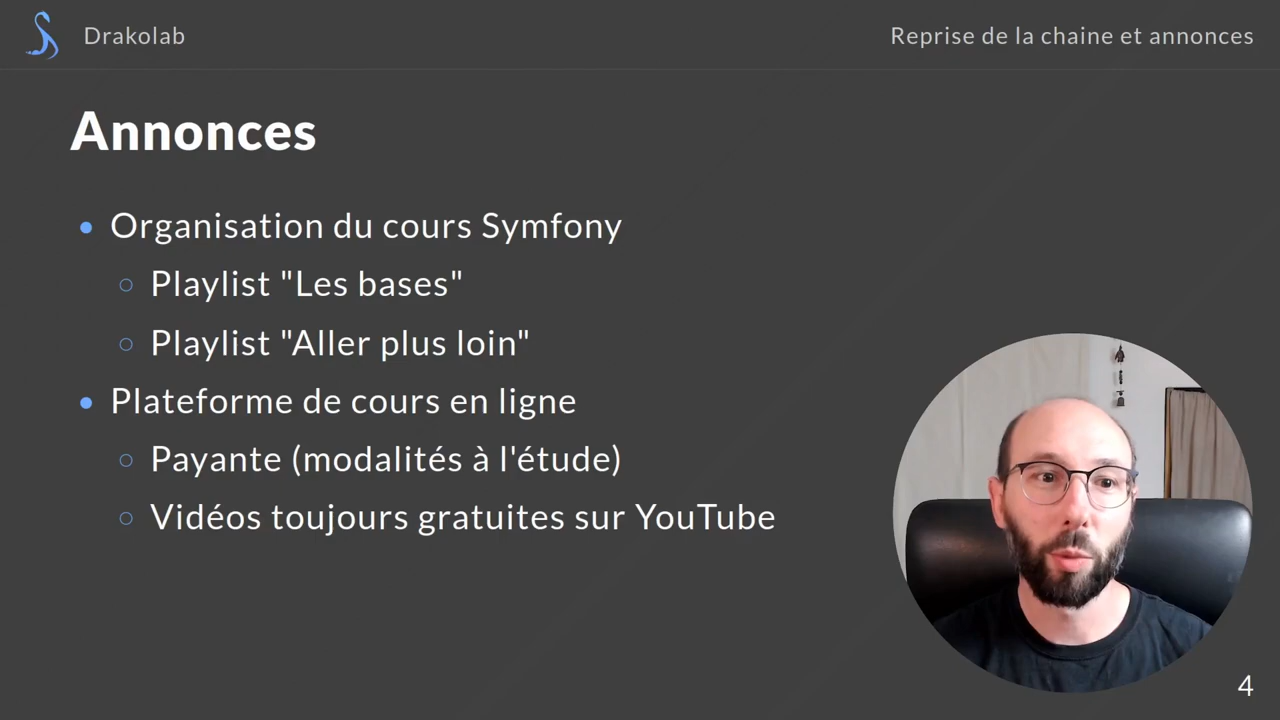 Drakolab
Reprise de la chaine et annonces
Annonces
Organisation du cours Symfony
Playlist "Les bases"
Playlist "Aller plus loin"
Plateforme de cours en ligne
Payante (modalités à l'étude)
Vidéos toujours gratuites sur YouTube
4